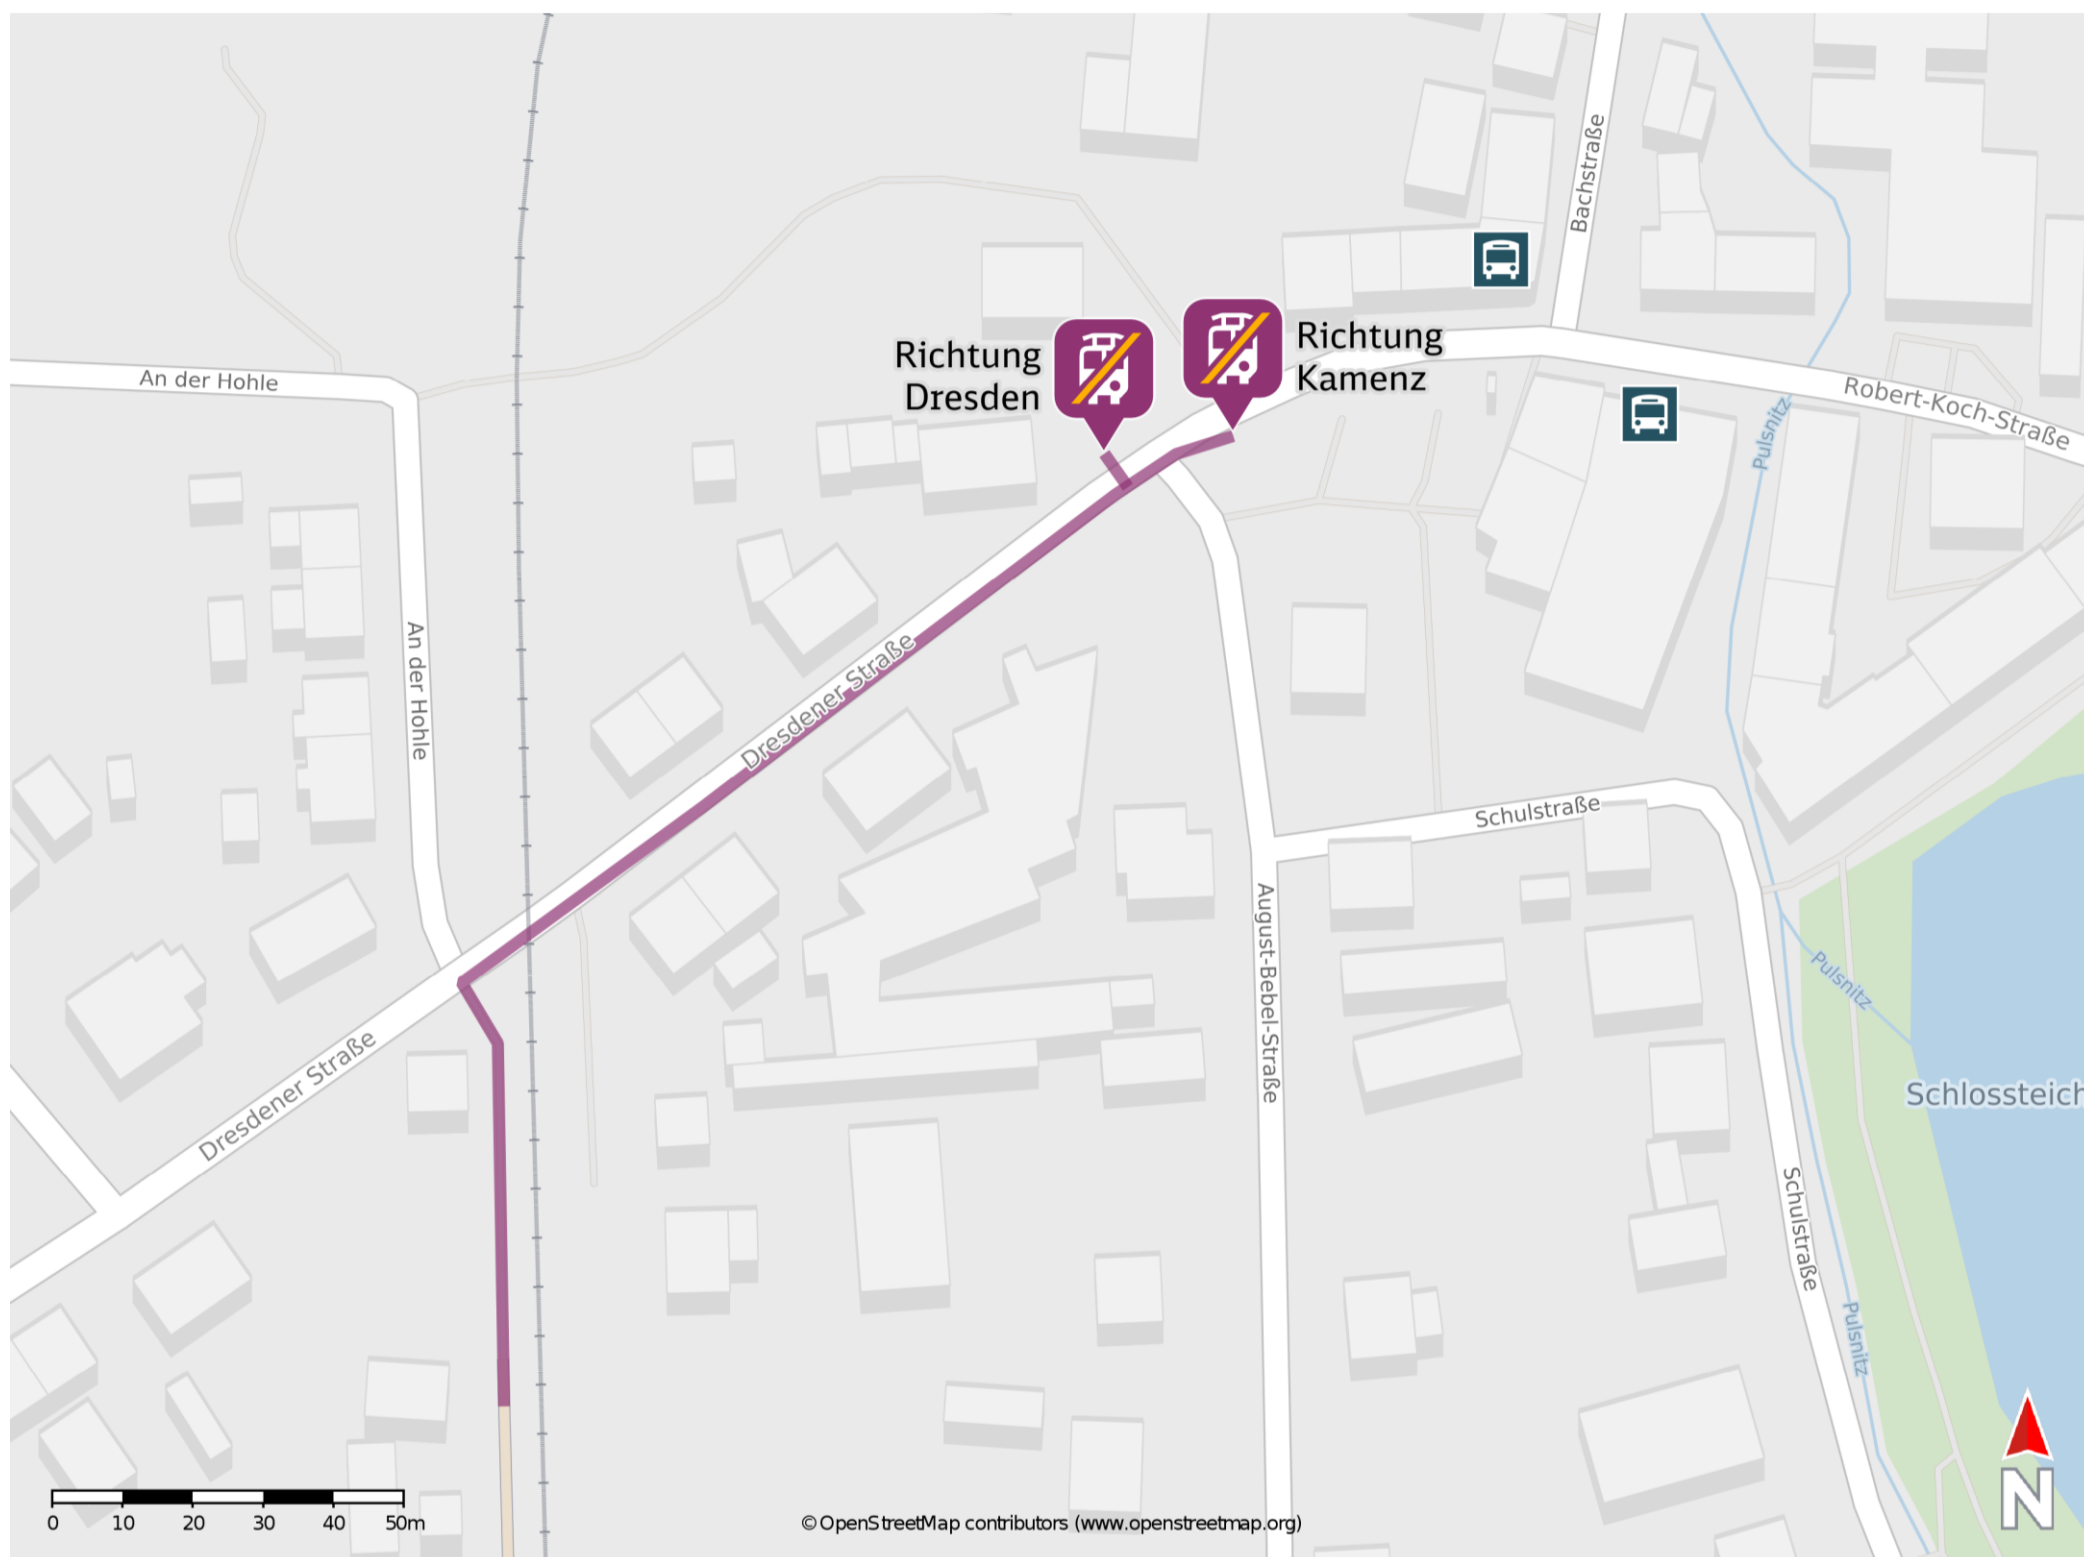 Bachstraße
Richtung
Dresden
Richtung
Kamenz
An der Hohle
Robert-Koch-Straße
Pulsnitz
An der Hohle
Dresdener Straße
Schulstraße
August-Bebel-Straße
Pulsnitz
Dresdener Straße
Schlossteich
Schulstraße
Pulsnitz
N
0 10 20 30 40 50m
© OpenStreetMap contributors (www.openstreetmap.org)